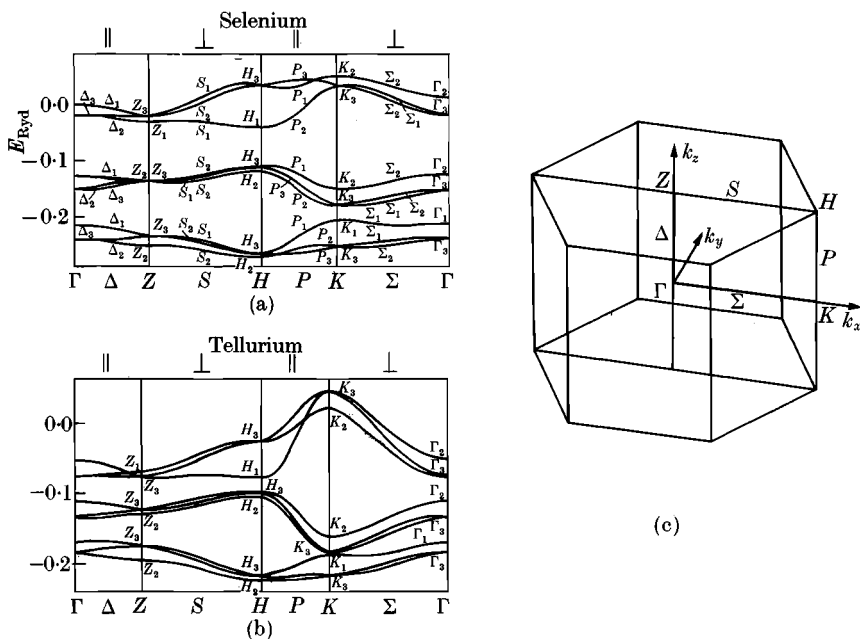 Selenium
|| ⊥ || ⊥
E_Ryd
0·0
−0·1
−0·2
Δ₃ Δ₁ Z₃ S₁ H₃ P₃ K₂ Σ₂ Γ₂
Δ₂ Z₁ S₂ S₁ H₁ P₁ P₂ K₃ Σ₂ Σ₁ Γ₃
Δ₁ Z₂ S₂ H₃ P₁ K₂ Σ₂ Γ₂
Δ₂ Δ₃ Z₃ S₁ S₂ H₂ P₃ P₂ K₃ Σ₁ Σ₂ Γ₃
Δ₁ Z₃ S₂ S₁ H₃ P₁ K₁ Σ₁ Γ₁
Δ₃ Δ₂ Z₂ S₂ H₂ P₂ P₃ K₃ Σ₁ Σ₂ Γ₃
Γ Δ Z S H P K Σ Γ
(a)
Tellurium
|| ⊥ || ⊥
0·0
−0·1
−0·2
Z₁ H₃ K₃ Γ₂
Z₃ H₁ K₂ Γ₃
Z₃ H₃ K₂ Γ₂
Z₂ H₂ K₃ Γ₃
Z₃ H₃ K₁ Γ₁
Z₂ H₂ K₃ Γ₃
Γ Δ Z S H P K Σ Γ
(b)
k_z
Z S H
Δ k_y P
Γ Σ K k_x
(c)